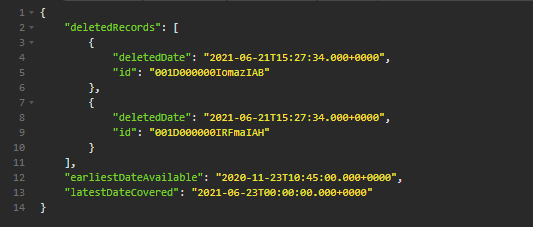 1 {
2 "deletedRecords": [
3 {
4 "deletedDate": "2021-06-21T15:27:34.000+0000",
5 "id": "001D000000IomazIAB"
6 },
7 {
8 "deletedDate": "2021-06-21T15:27:34.000+0000",
9 "id": "001D000000IRFmaIAH"
10 }
11 ],
12 "earliestDateAvailable": "2020-11-23T10:45:00.000+0000",
13 "latestDateCovered": "2021-06-23T00:00:00.000+0000"
14 }